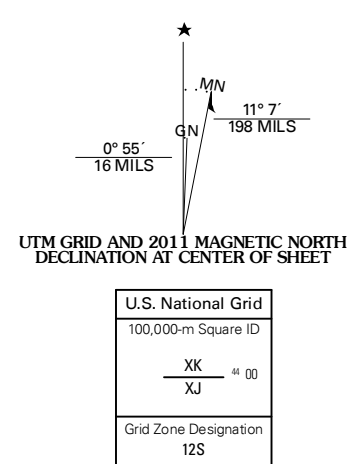 MN
11° 7´
198 MILS
GN
0° 55´
16 MILS
UTM GRID AND 2011 MAGNETIC NORTH
DECLINATION AT CENTER OF SHEET
U.S. National Grid
100,000-m Square ID
XK
44 00
XJ
Grid Zone Designation
12S